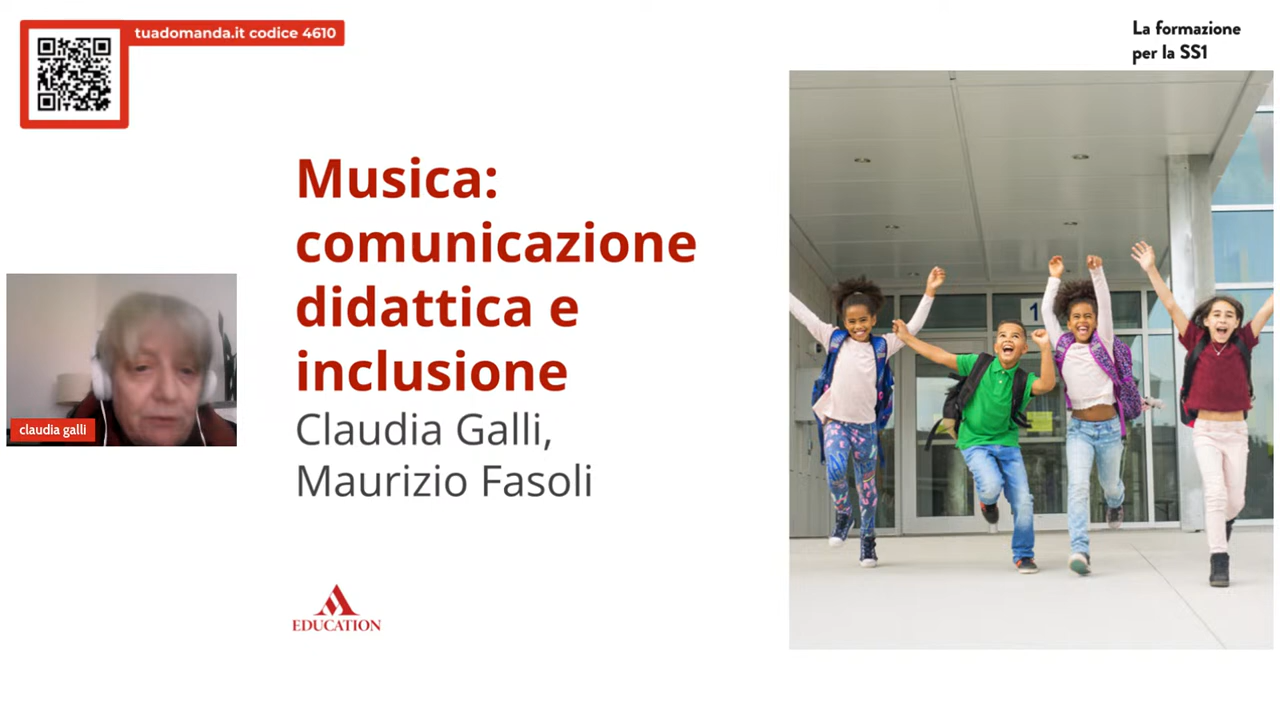 tuadomanda.it codice 4610
La formazione
per la SS1
Musica:
comunicazione
didattica e
inclusione
Claudia Galli,
Maurizio Fasoli
claudia galli
EDUCATION
1